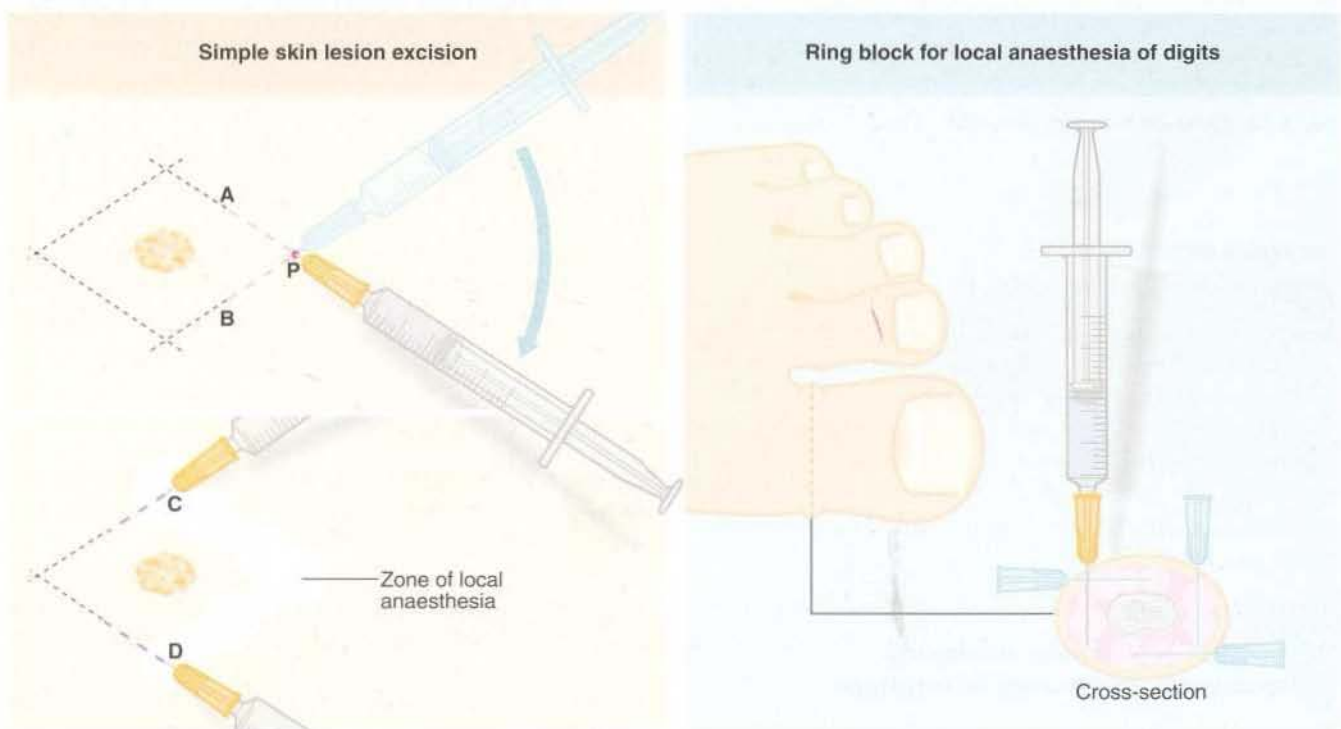 Simple skin lesion excision
A
P
B
C
Zone of local
anaesthesia
D
Ring block for local anaesthesia of digits
Cross-section